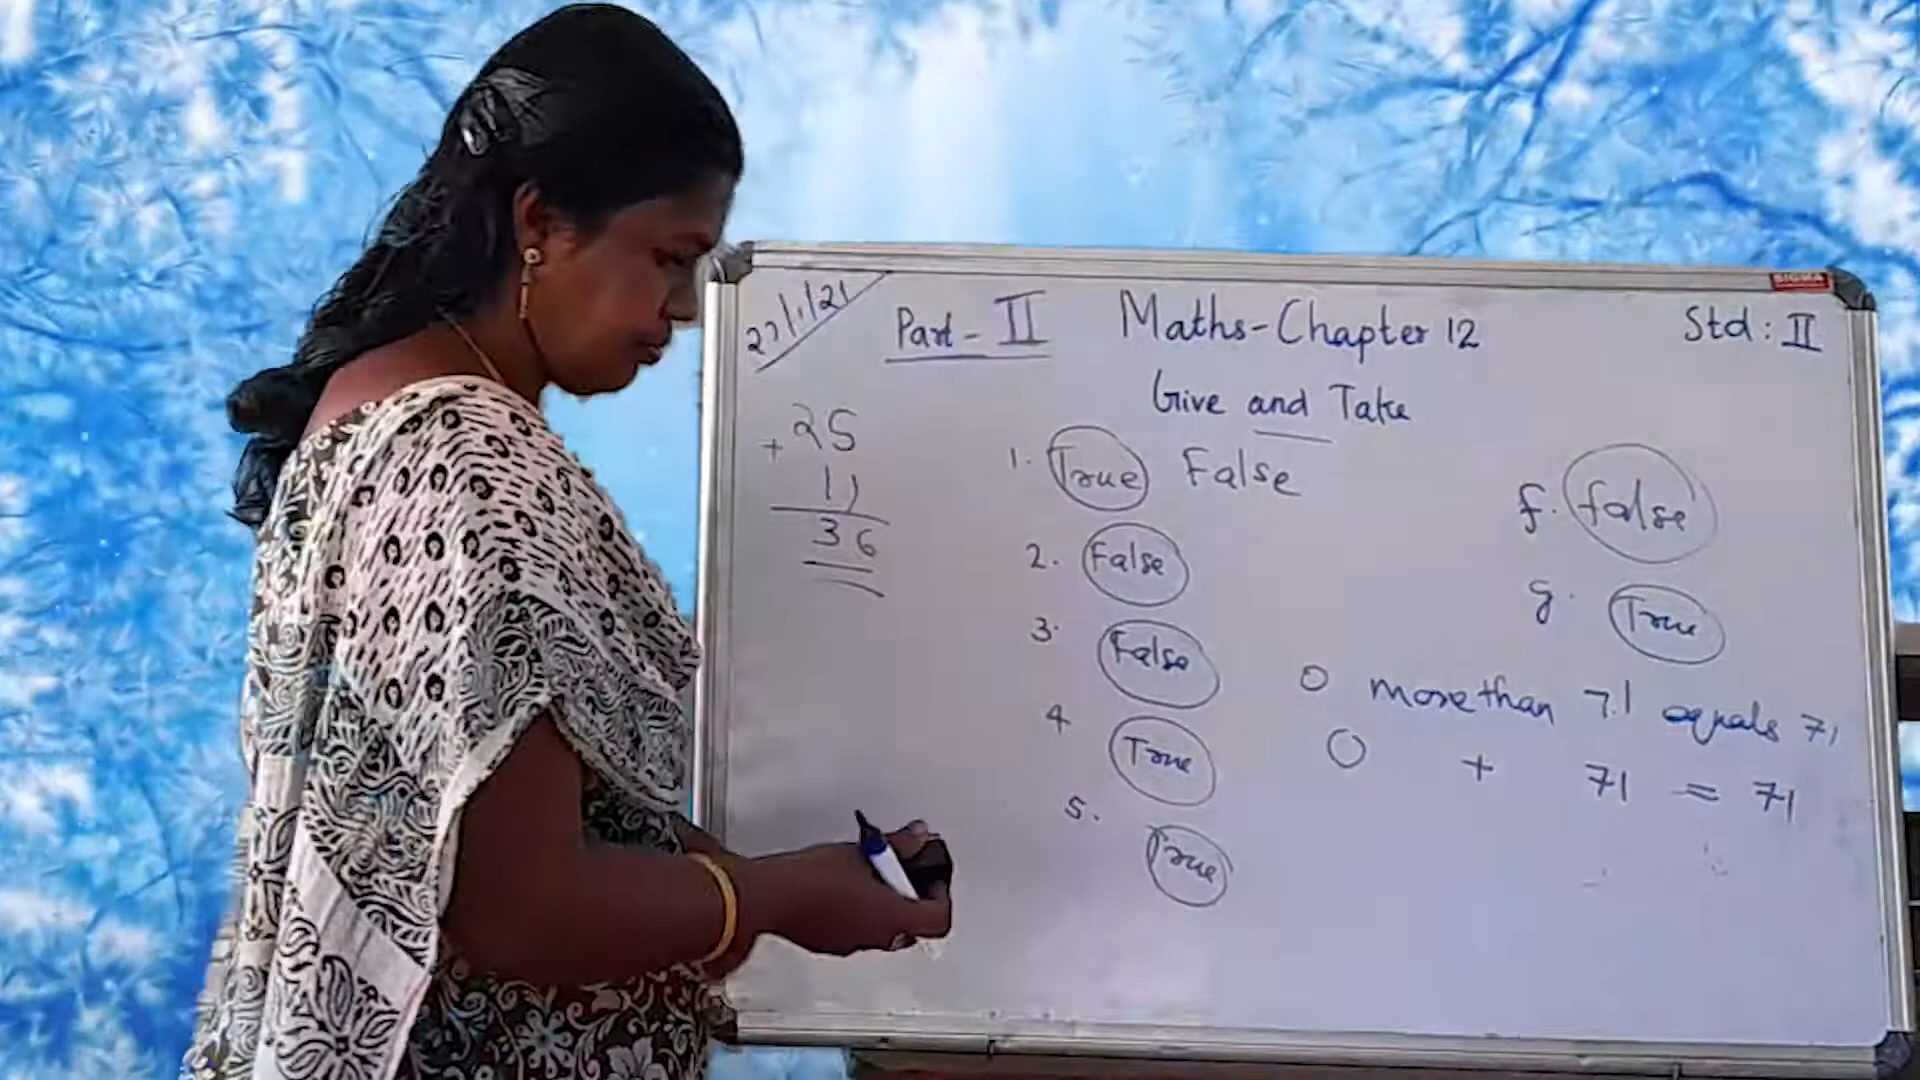 27/1/21
Part - II
Maths-Chapter 12
Std : II
Give and Take
25
+
11
36
1. True False
2. False
3. False
4 True
5. True
f. false
g. True
0 more than 71 equals 71
0 + 71 = 71